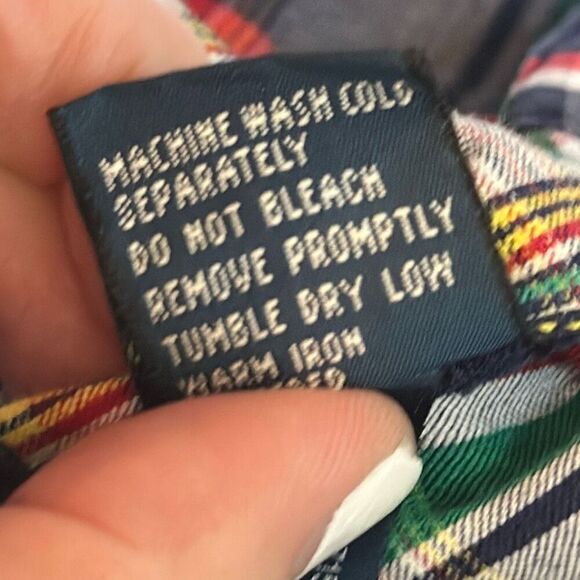 MACHINE WASH COLD
SEPARATELY
DO NOT BLEACH
REMOVE PROMPTLY
TUMBLE DRY LOW
WARM IRON